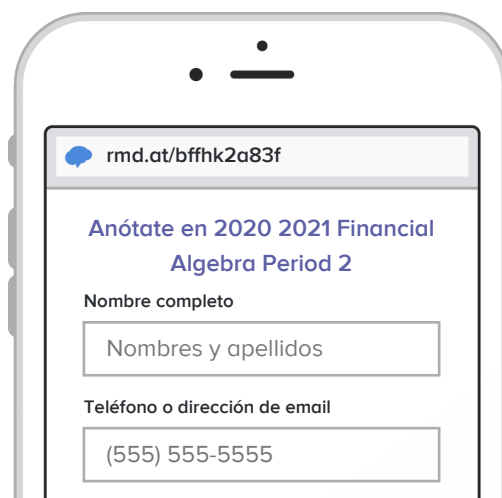 rmd.at/bffhk2a83f
Anótate en 2020 2021 Financial
Algebra Period 2
Nombre completo
Nombres y apellidos
Teléfono o dirección de email
(555) 555-5555